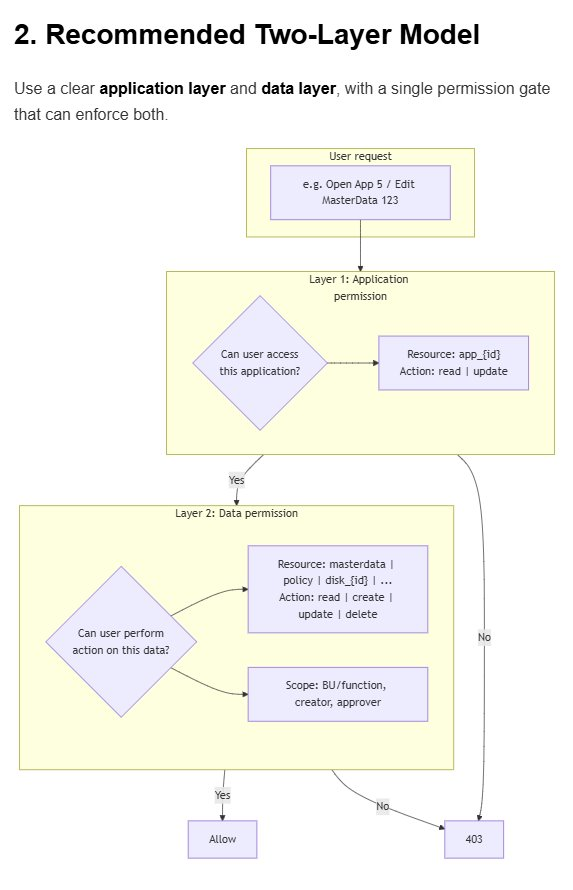 2. Recommended Two-Layer Model
Use a clear application layer and data layer, with a single permission gate
that can enforce both.
User request
e.g. Open App 5 / Edit
MasterData 123
Layer 1: Application
permission
Can user access
this application?
Resource: app_{id}
Action: read | update
Yes
Layer 2: Data permission
Resource: masterdata |
policy | disk_{id} | ...
Action: read | create |
update | delete
Can user perform
action on this data?
No
Scope: BU/function,
creator, approver
Yes
No
Allow
403